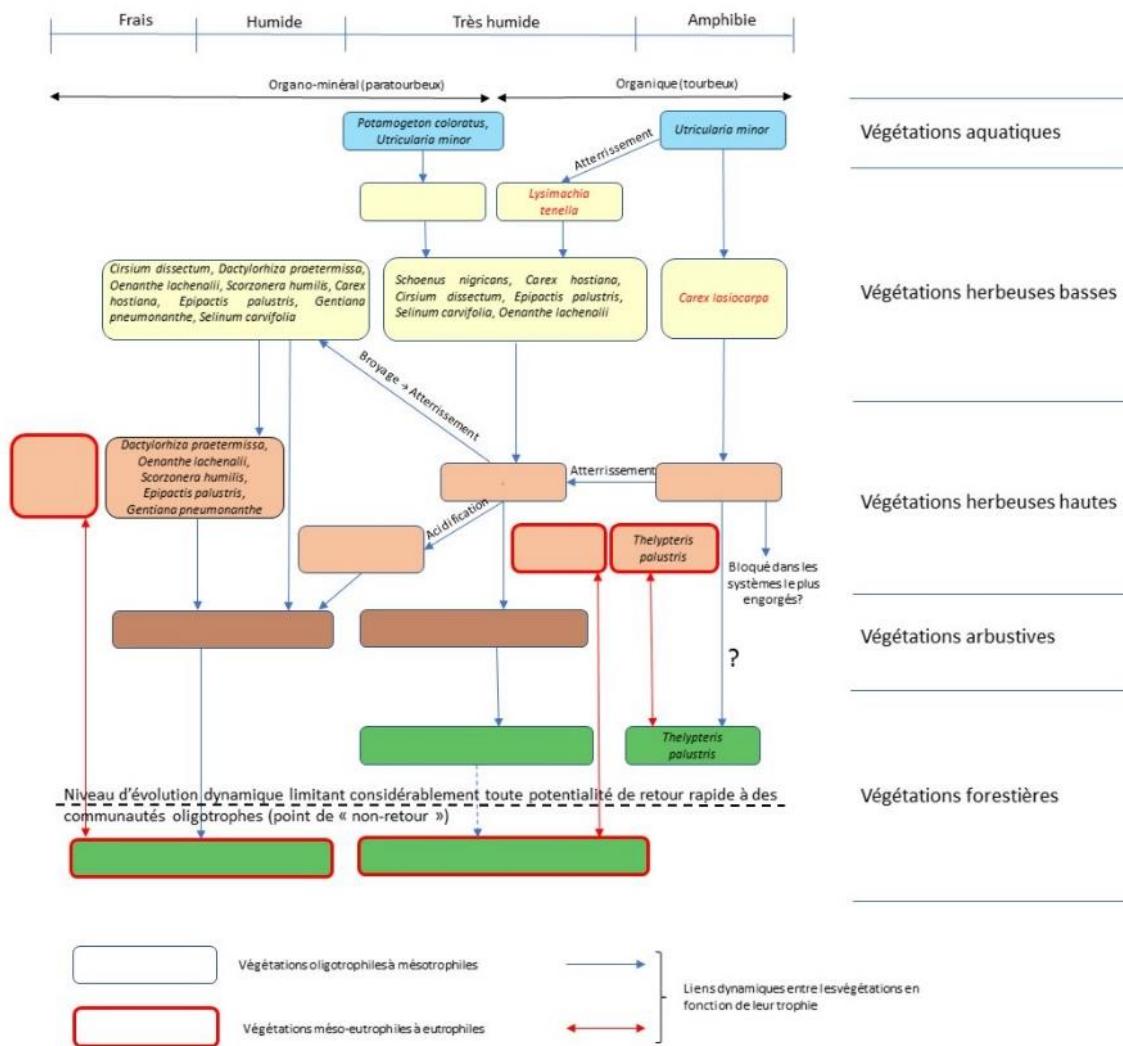 Frais
Humide
Très humide
Amphibie
Organo-minéral (paratourbeux)
Organique (tourbeux)
Végétations aquatiques
Potamogeton coloratus,
Utricularia minor
Utricularia minor
Atterrissement
Végétations herbeuses basses
Lysimachia
tenella
Cirsium dissectum, Dactylorhiza praetermissa,
Oenanthe lachenalii, Scorzonera humilis, Carex
hostiana, Epipactis palustris, Gentiana
pneumonanthe, Selinum carvifolia
Schoenus nigricans, Carex hostiana,
Cirsium dissectum, Epipactis palustris,
Selinum carvifolia, Oenanthe lachenalii
Carex lasiocarpa
Broyage → Atterrissement
Végétations herbeuses hautes
Dactylorhiza praetermissa,
Oenanthe lachenalii,
Scorzonera humilis,
Epipactis palustris,
Gentiana pneumonanthe
Atterrissement
Acidification
Thelypteris
palustris
Bloqué dans les
systèmes le plus
engorgés?
Végétations arbustives
?
Thelypteris
palustris
Végétations forestières
Niveau d'évolution dynamique limitant considérablement toute potentialité de retour rapide à des
communautés oligotrophes (point de « non-retour »)
Végétations oligotrophiles à mésotrophiles
Végétations méso-eutrophiles à eutrophiles
Liens dynamiques entre les végétations en
fonction de leur trophie